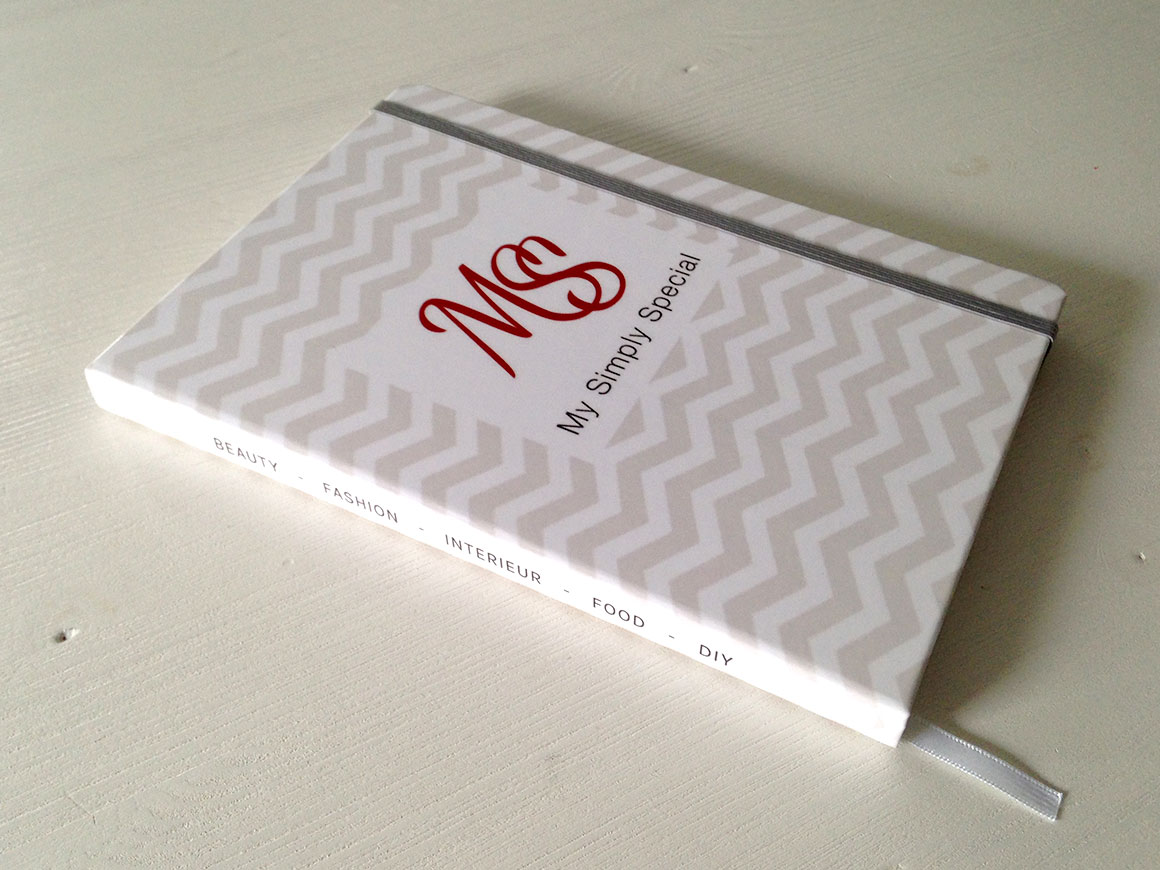 MS
My Simply Special
BEAUTY - FASHION - INTERIEUR - FOOD - DIY